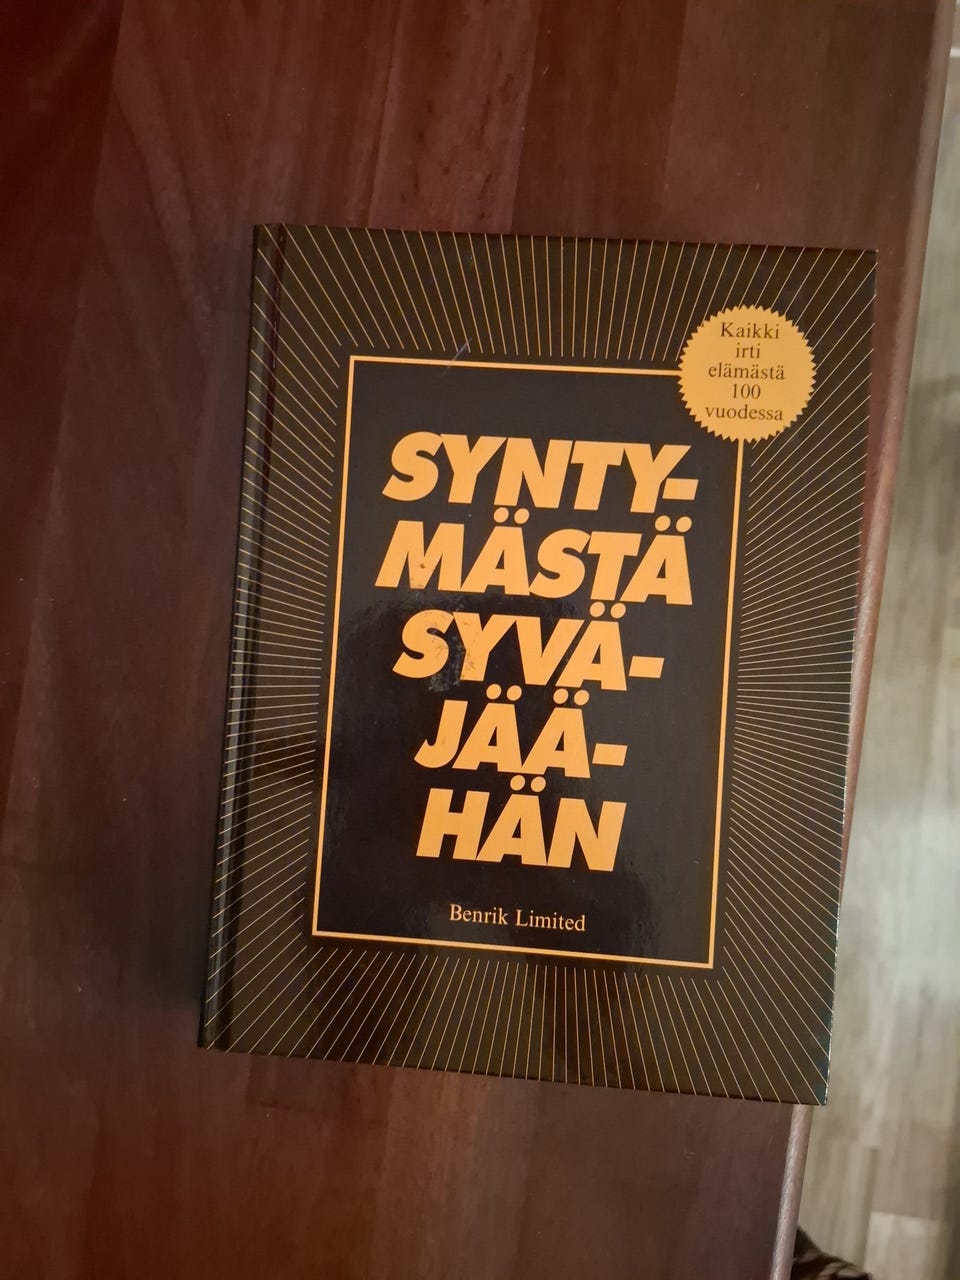 Kaikki
irti
elämästä
100
vuodessa
SYNTY-
MÄSTÄ
SYVÄ-
JÄÄ-
HÄN
Benrik Limited